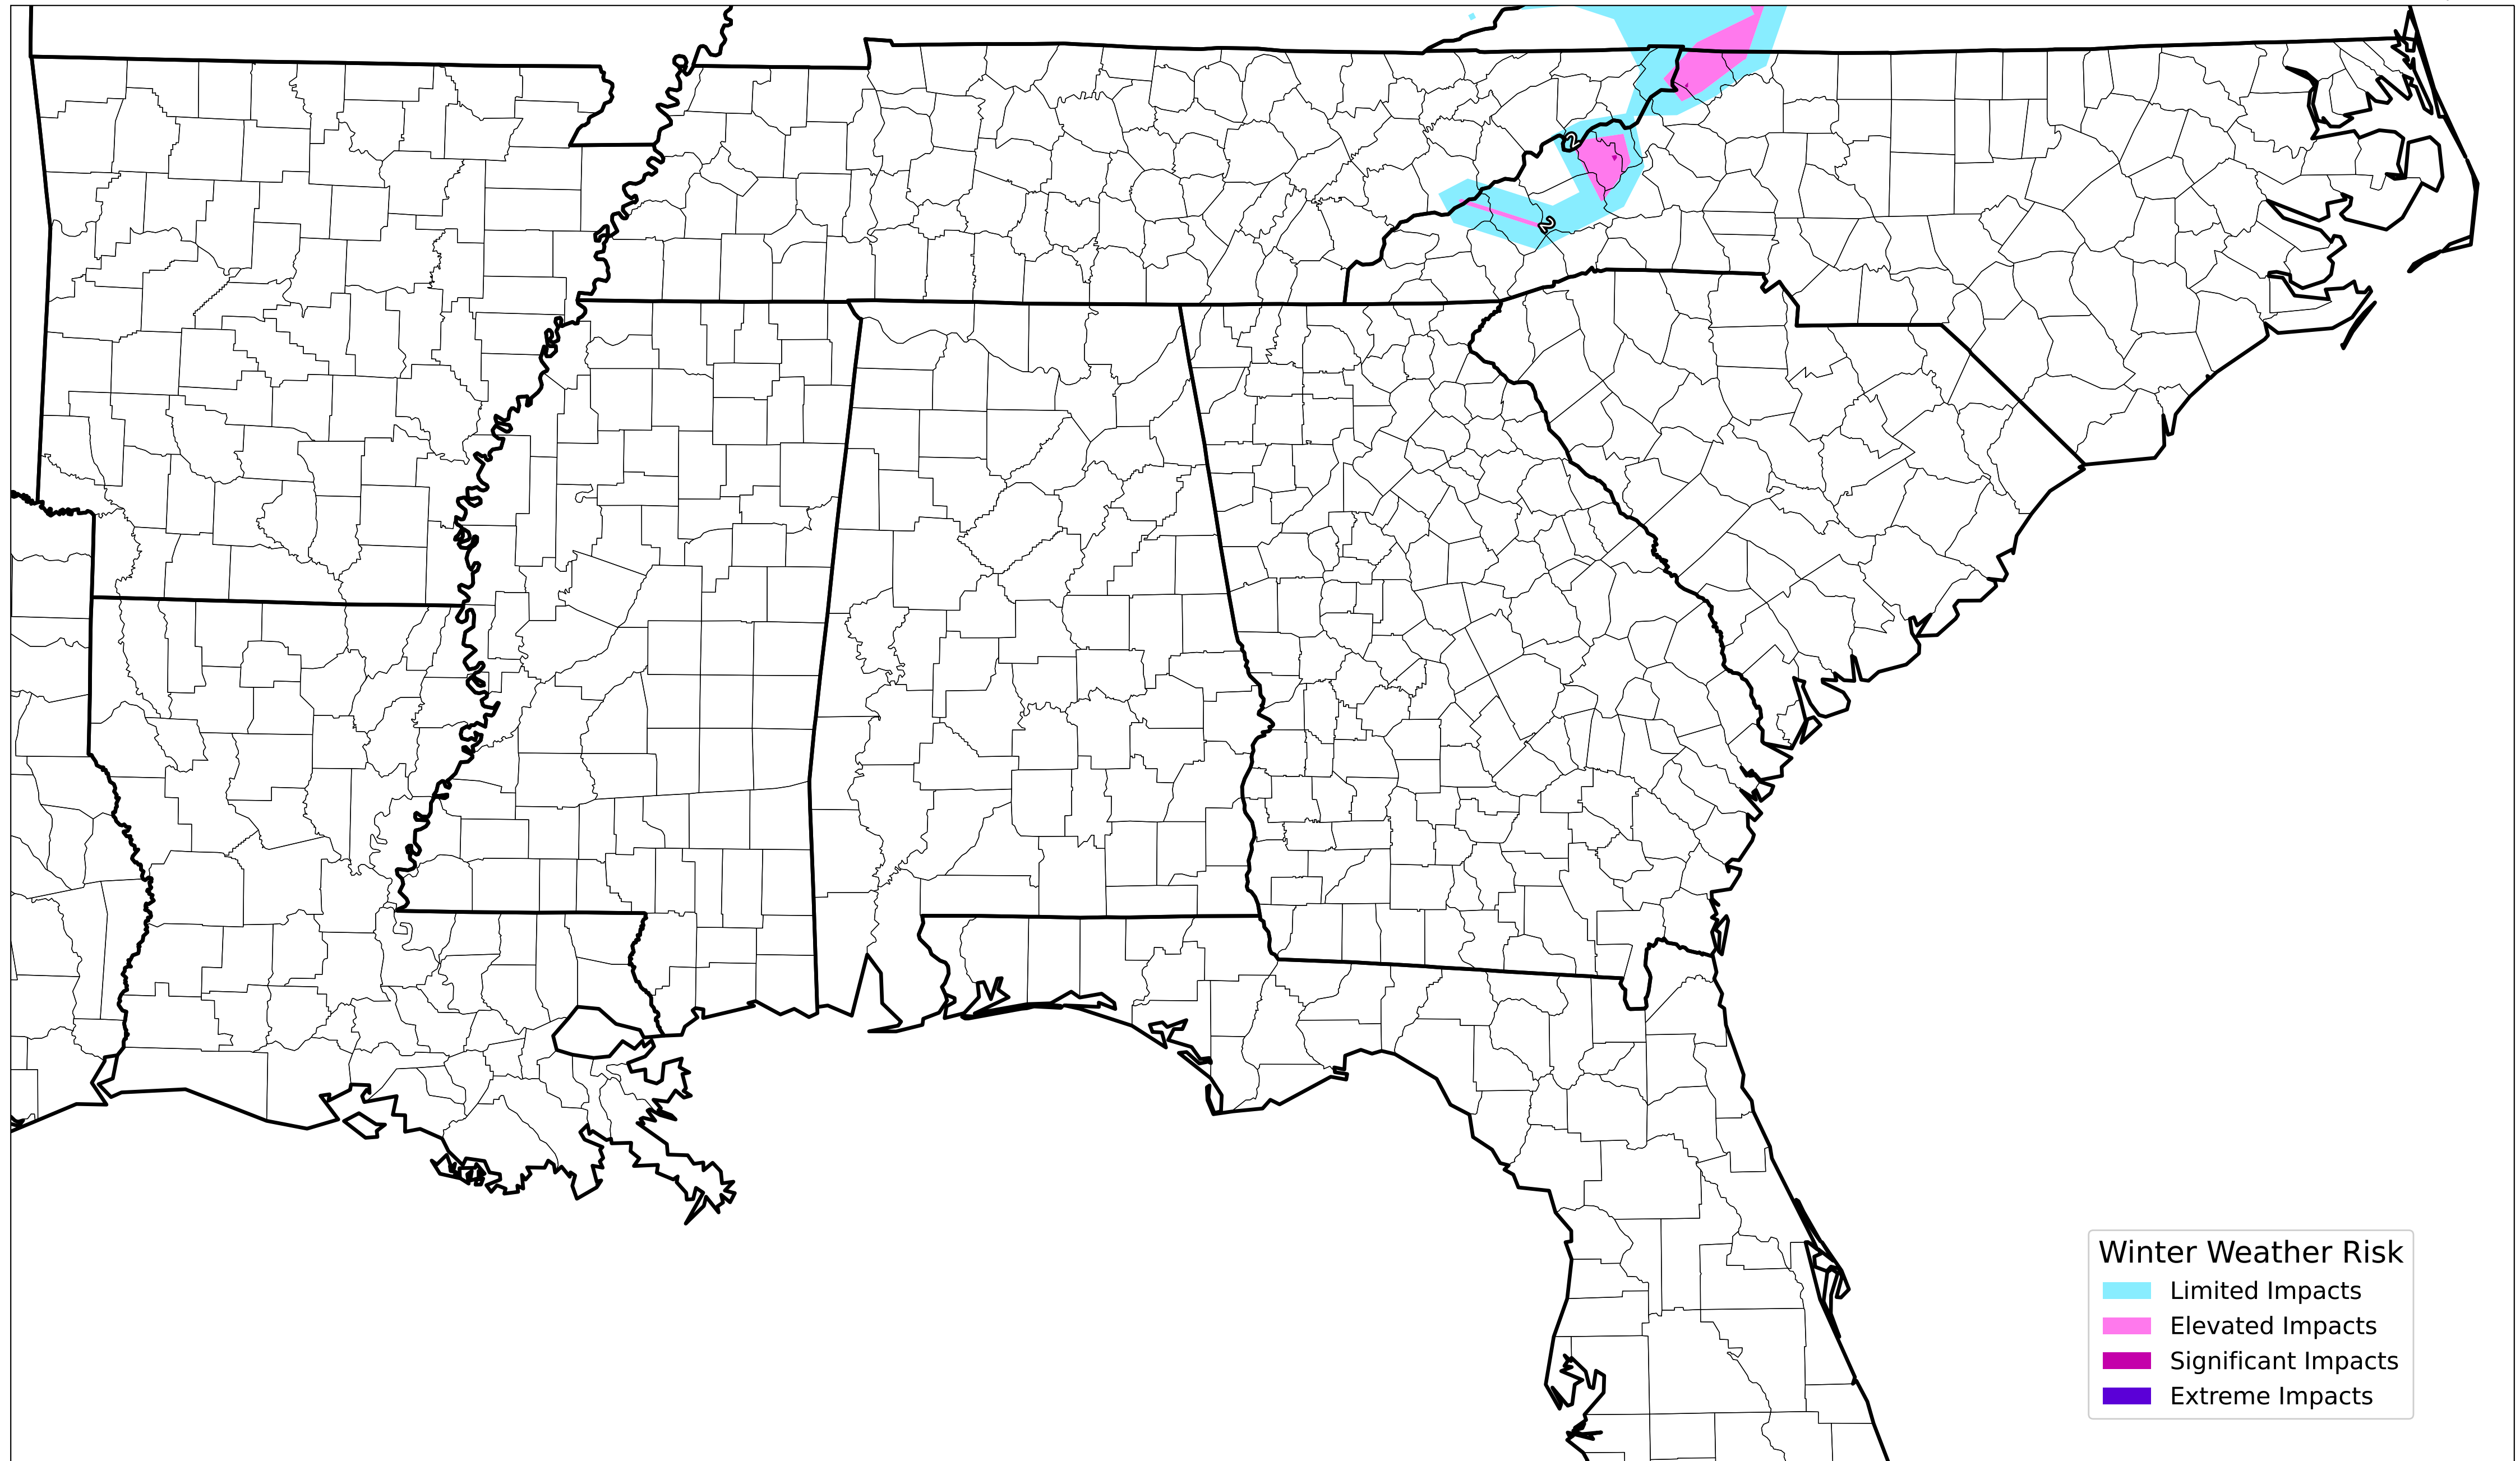 2
2
Winter Weather Risk
Limited Impacts
Elevated Impacts
Significant Impacts
Extreme Impacts